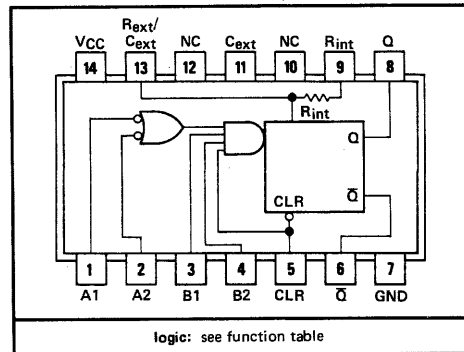 Rext/
VCC Cext NC Cext NC Rint Q
14 13 12 11 10 9 8
Rint
Q
CLR Q̅
1 2 3 4 5 6 7
A1 A2 B1 B2 CLR Q̅ GND
logic: see function table